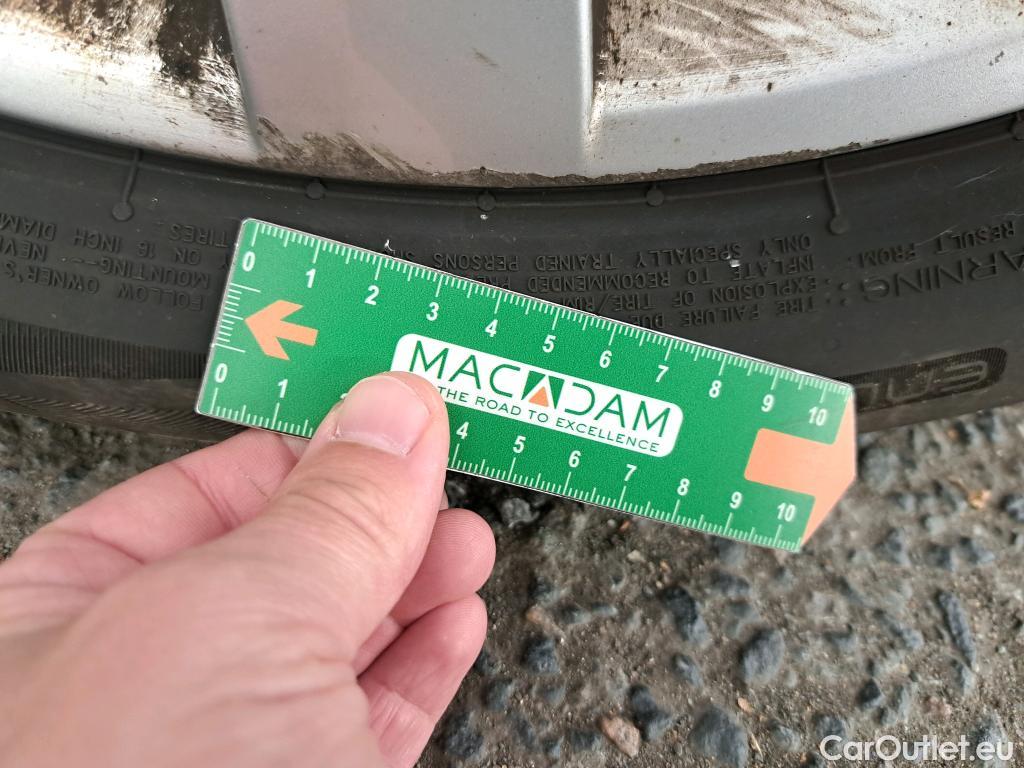 0 1 2 3 4 5 6 7 8 9 10
MACADAM
THE ROAD TO EXCELLENCE
0 1 4 5 6 7 8 9 10
WARNING:
RESULT FROM
TIRE FAILURE DUE
EXPLOSION OF TIRE/RIM
INFLATE TO RECOMMENDED
ONLY SPECIALLY TRAINED PERSONS
FOLLOW OWNER'S
MOUNTING
ON 16 INCH DIAM
TIRES
CarOutlet.eu